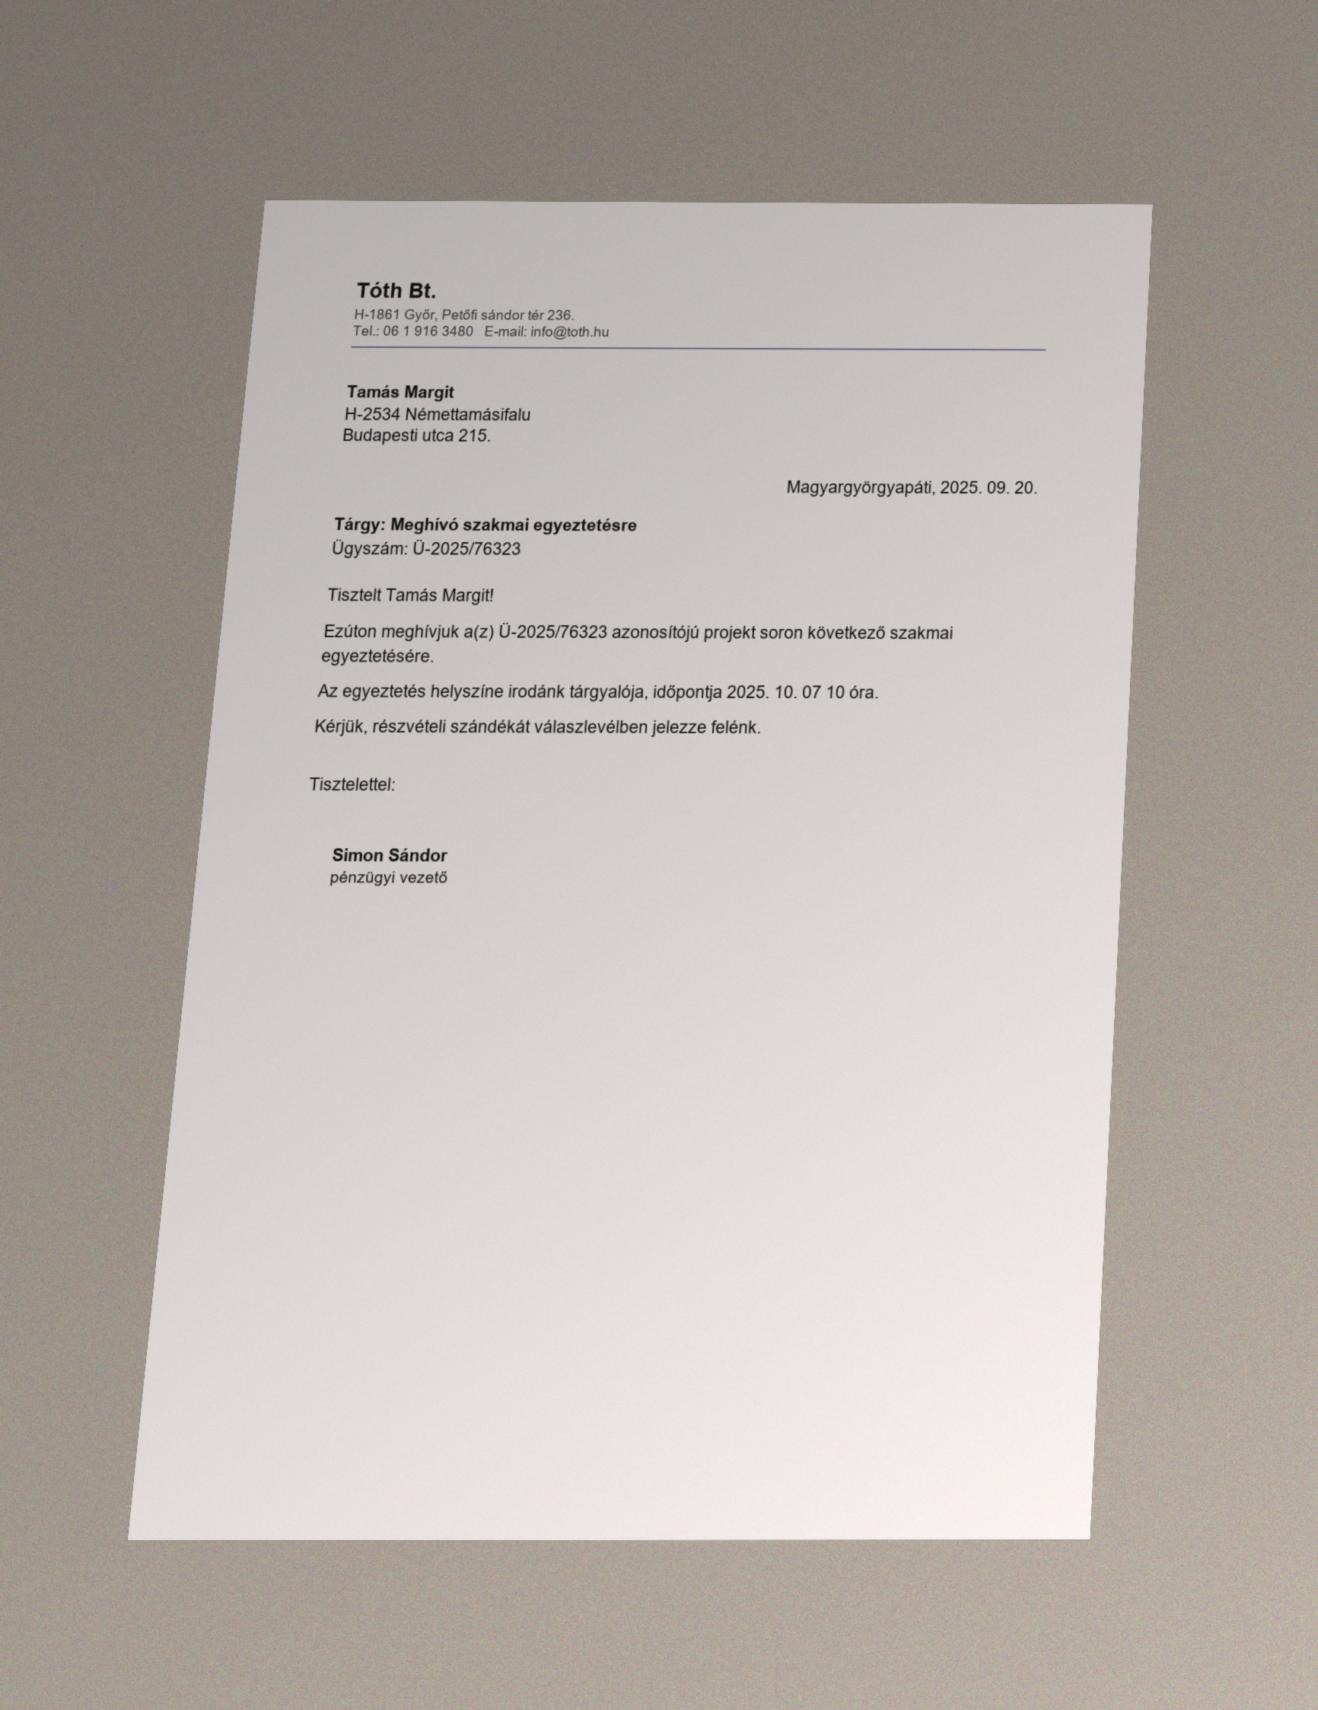 Tóth Bt.
H-1861 Győr, Petőfi sándor tér 236.
Tel.: 06 1 916 3480 E-mail: info@toth.hu
Tamás Margit
H-2534 Némettamásifalu
Budapesti utca 215.
Magyargyörgyapáti, 2025. 09. 20.
Tárgy: Meghívó szakmai egyeztetésre
Ügyszám: Ü-2025/76323
Tisztelt Tamás Margit!
Ezúton meghívjuk a(z) Ü-2025/76323 azonosítójú projekt soron következő szakmai
egyeztetésére.
Az egyeztetés helyszíne irodánk tárgyalója, időpontja 2025. 10. 07 10 óra.
Kérjük, részvételi szándékát válaszlevélben jelezze felénk.
Tisztelettel:
Simon Sándor
pénzügyi vezető